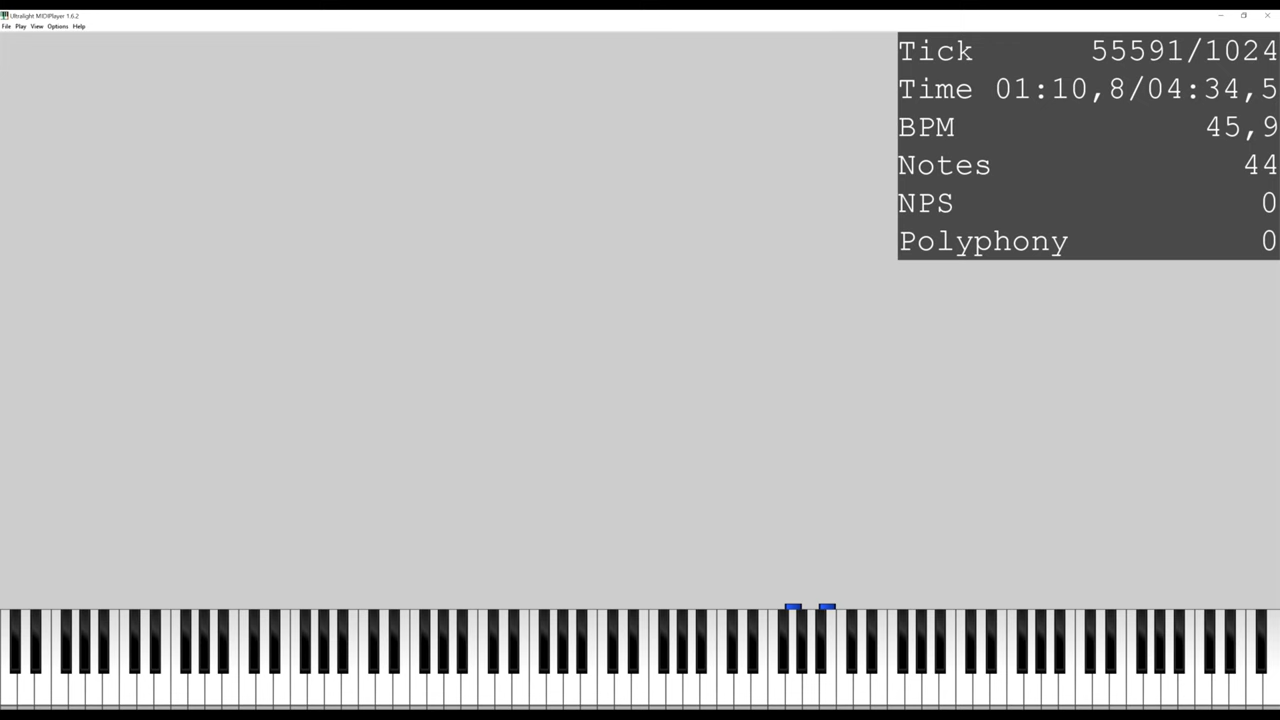 Ultralight MIDIPlayer 1.6.2
File Play View Options Help
Tick 55591/1024
Time 01:10,8/04:34,5
BPM 45,9
Notes 44
NPS 0
Polyphony 0